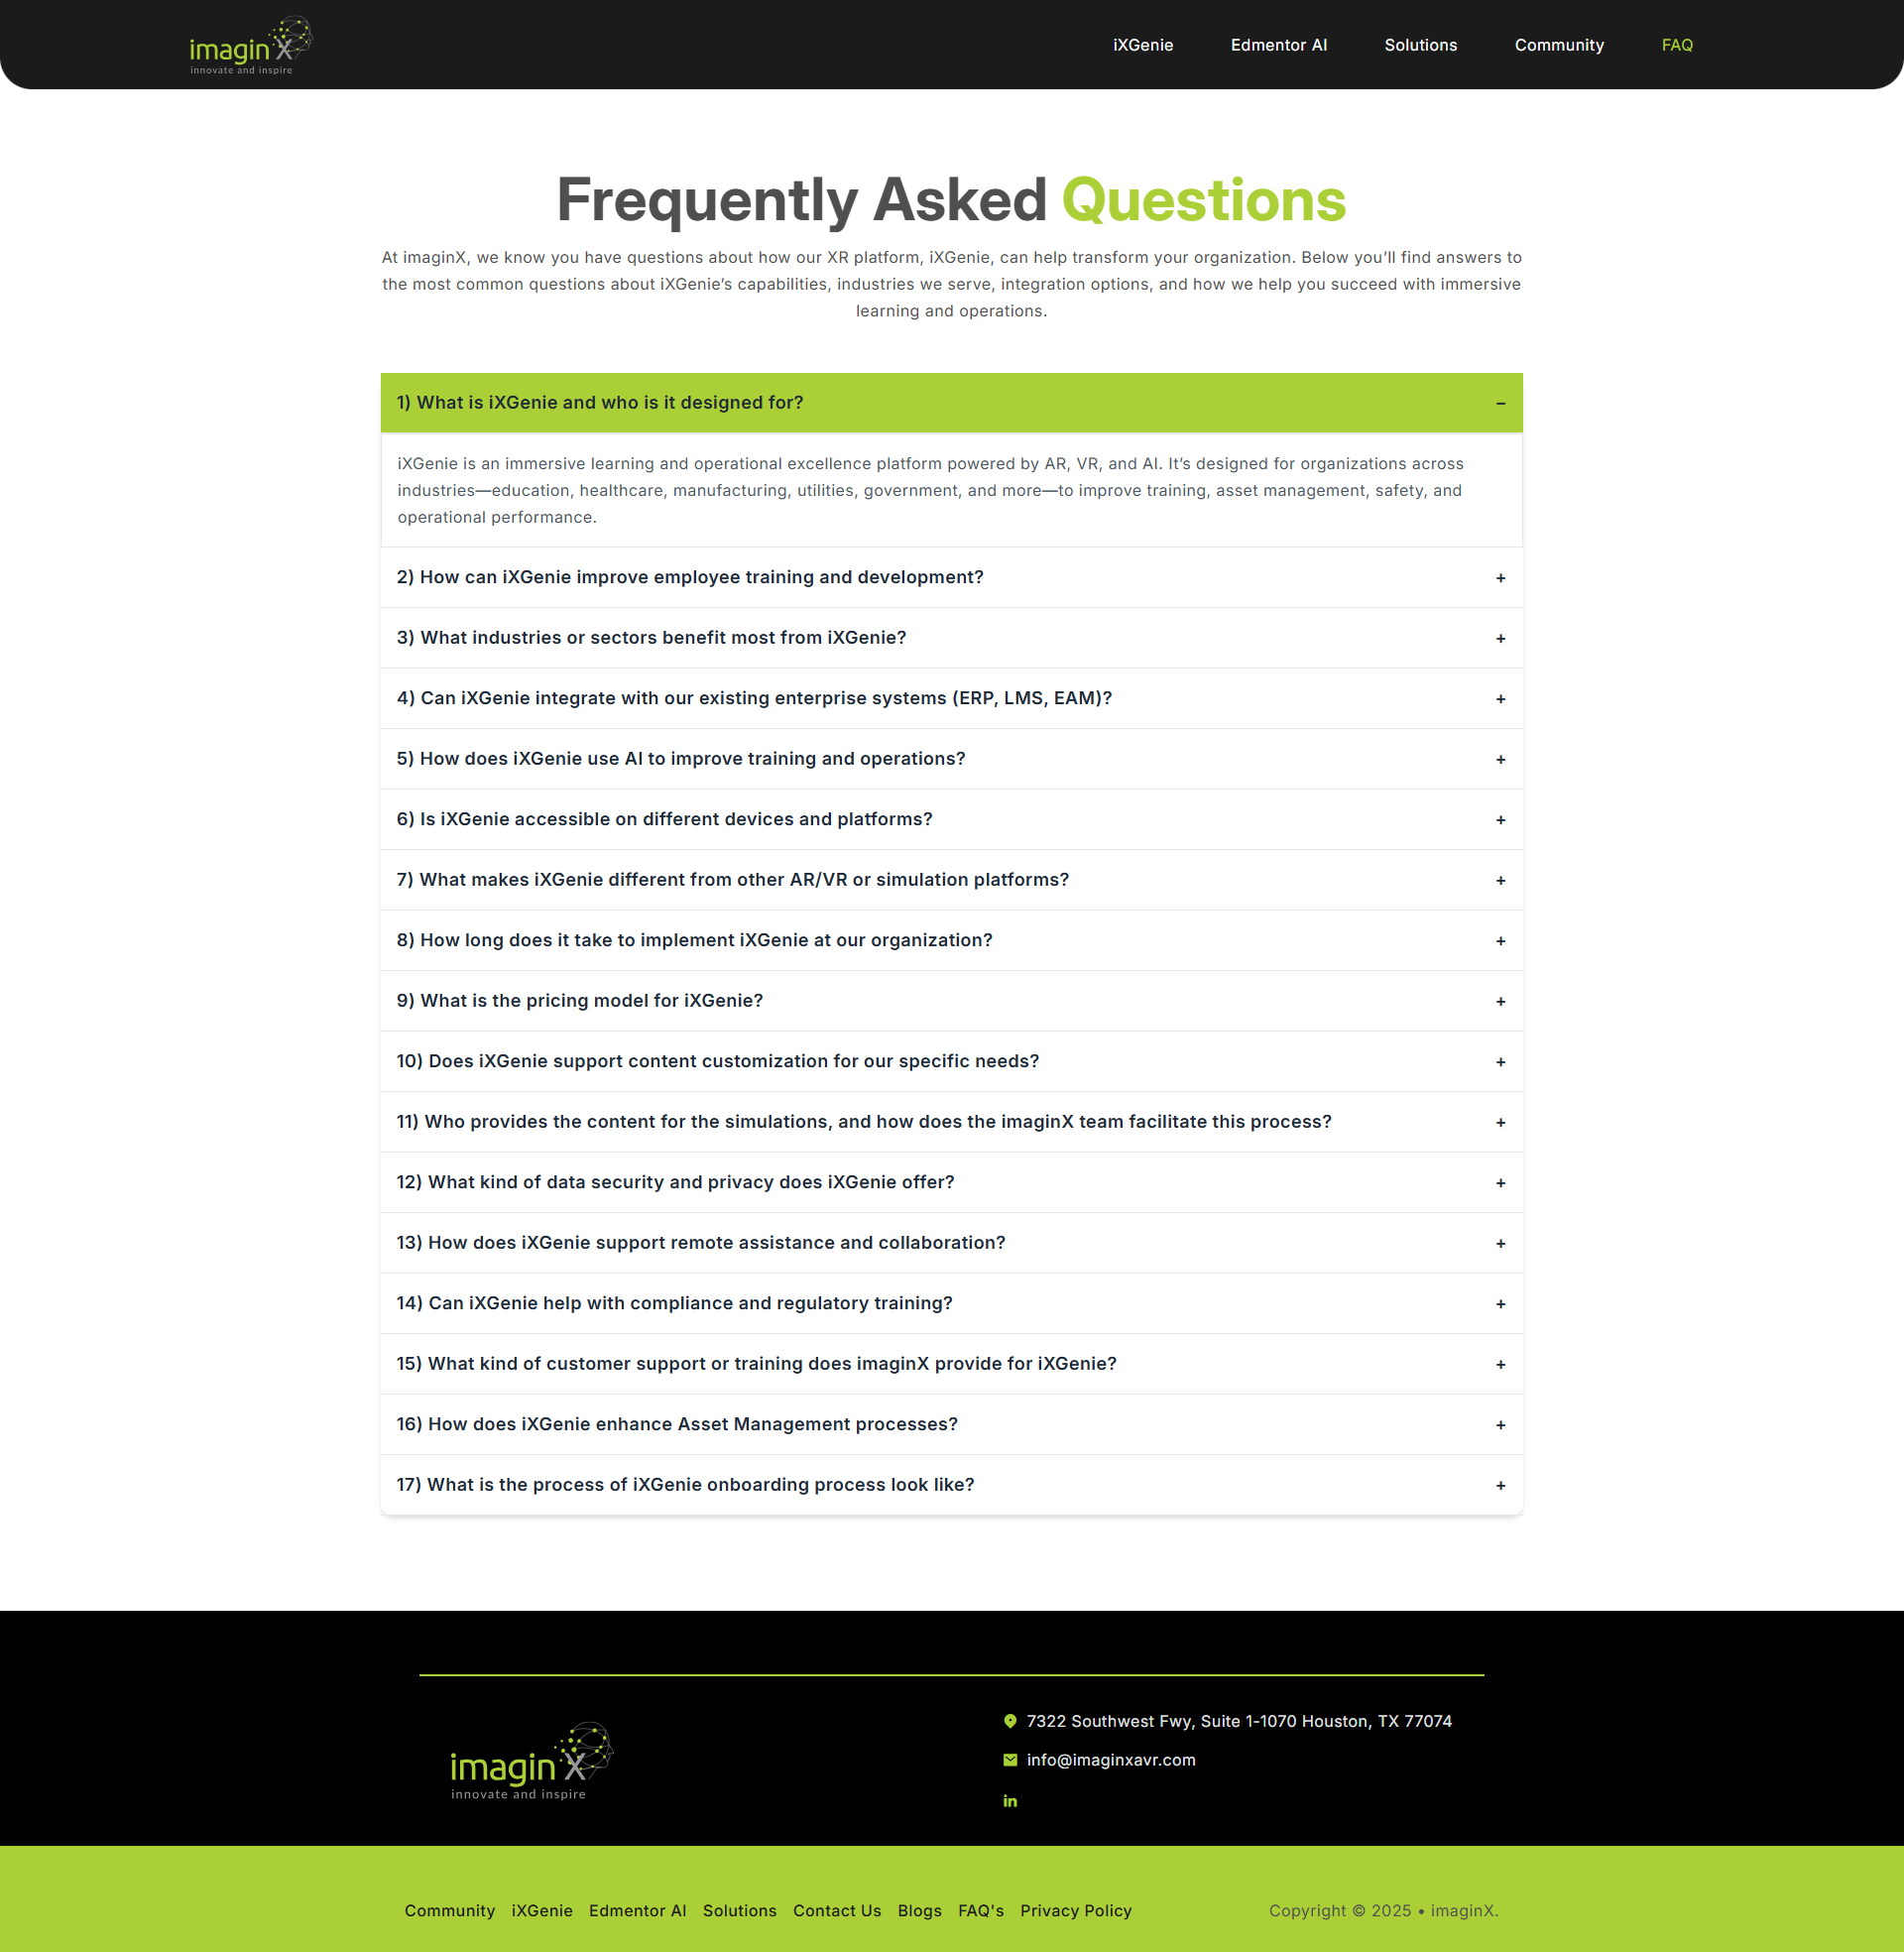 imaginX
innovate and inspire
iXGenie
Edmentor AI
Solutions
Community
FAQ
Frequently Asked Questions
At imaginX, we know you have questions about how our XR platform, iXGenie, can help transform your organization. Below you’ll find answers to
the most common questions about iXGenie’s capabilities, industries we serve, integration options, and how we help you succeed with immersive
learning and operations.
1) What is iXGenie and who is it designed for? −
iXGenie is an immersive learning and operational excellence platform powered by AR, VR, and AI. It’s designed for organizations across
industries—education, healthcare, manufacturing, utilities, government, and more—to improve training, asset management, safety, and
operational performance.
2) How can iXGenie improve employee training and development? +
3) What industries or sectors benefit most from iXGenie? +
4) Can iXGenie integrate with our existing enterprise systems (ERP, LMS, EAM)? +
5) How does iXGenie use AI to improve training and operations? +
6) Is iXGenie accessible on different devices and platforms? +
7) What makes iXGenie different from other AR/VR or simulation platforms? +
8) How long does it take to implement iXGenie at our organization? +
9) What is the pricing model for iXGenie? +
10) Does iXGenie support content customization for our specific needs? +
11) Who provides the content for the simulations, and how does the imaginX team facilitate this process? +
12) What kind of data security and privacy does iXGenie offer? +
13) How does iXGenie support remote assistance and collaboration? +
14) Can iXGenie help with compliance and regulatory training? +
15) What kind of customer support or training does imaginX provide for iXGenie? +
16) How does iXGenie enhance Asset Management processes? +
17) What is the process of iXGenie onboarding process look like? +
imaginX
innovate and inspire
7322 Southwest Fwy, Suite 1-1070 Houston, TX 77074
info@imaginxavr.com
in
Community iXGenie Edmentor AI Solutions Contact Us Blogs FAQ's Privacy Policy
Copyright © 2025 • imaginX.